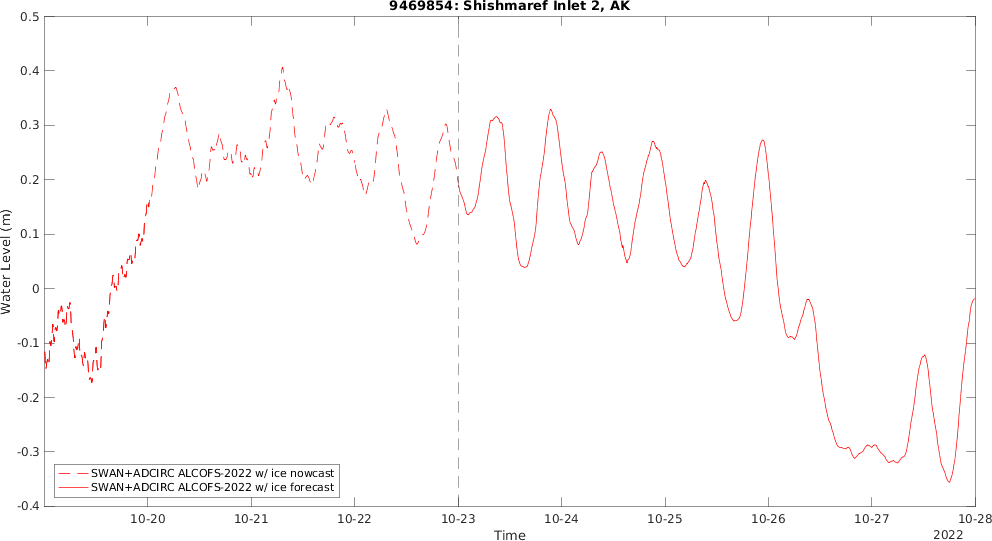 9469854: Shishmaref Inlet 2, AK
0.5
0.4
0.3
0.2
0.1
0
-0.1
-0.2
-0.3
-0.4
Water Level (m)
SWAN+ADCIRC ALCOFS-2022 w/ ice nowcast
SWAN+ADCIRC ALCOFS-2022 w/ ice forecast
10-20 10-21 10-22 10-23 10-24 10-25 10-26 10-27 10-28
Time
2022